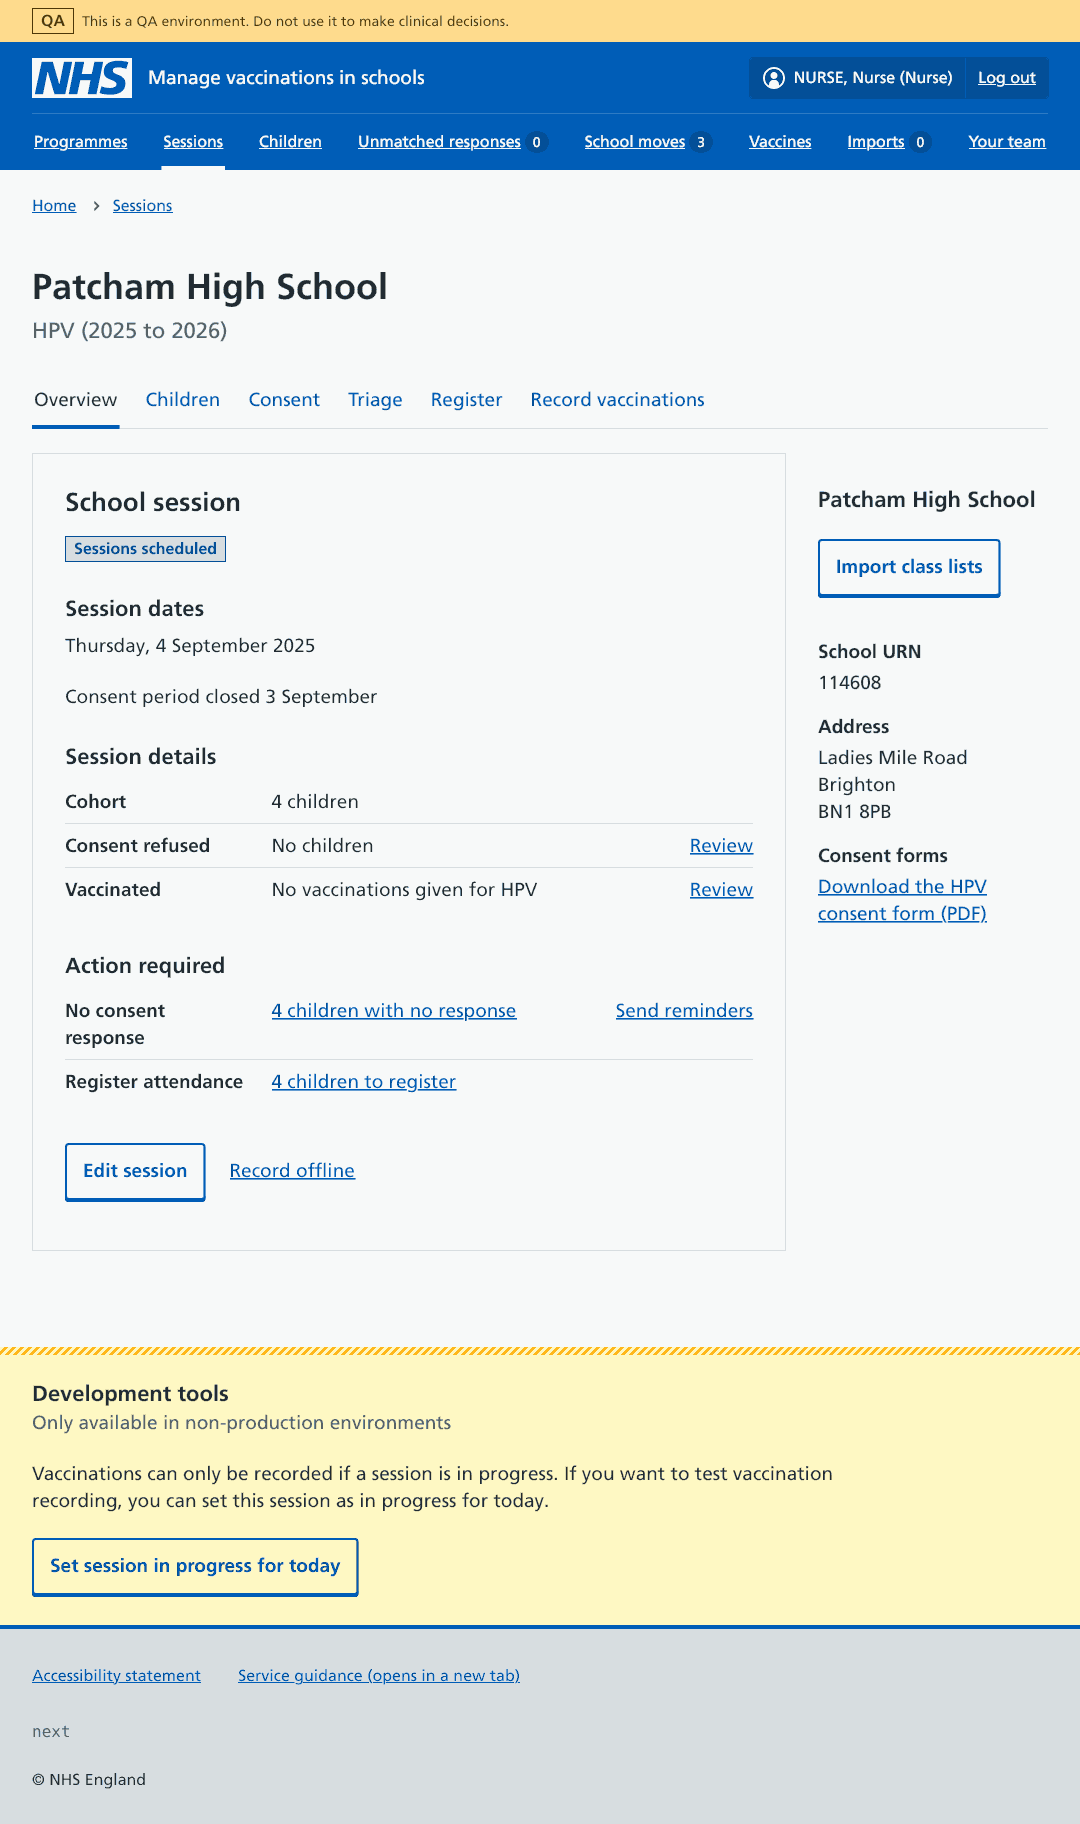 QA This is a QA environment. Do not use it to make clinical decisions.
NHS Manage vaccinations in schools NURSE, Nurse (Nurse) Log out
Programmes Sessions Children Unmatched responses 0 School moves 3 Vaccines Imports 0 Your team
Home › Sessions
Patcham High School
HPV (2025 to 2026)
Overview Children Consent Triage Register Record vaccinations
School session
Sessions scheduled
Session dates
Thursday, 4 September 2025
Consent period closed 3 September
Session details
Cohort 4 children
Consent refused No children Review
Vaccinated No vaccinations given for HPV Review
Action required
No consent
response
4 children with no response Send reminders
Register attendance 4 children to register
Edit session Record offline
Patcham High School
Import class lists
School URN
114608
Address
Ladies Mile Road
Brighton
BN1 8PB
Consent forms
Download the HPV
consent form (PDF)
Development tools
Only available in non-production environments
Vaccinations can only be recorded if a session is in progress. If you want to test vaccination
recording, you can set this session as in progress for today.
Set session in progress for today
Accessibility statement Service guidance (opens in a new tab)
next
© NHS England